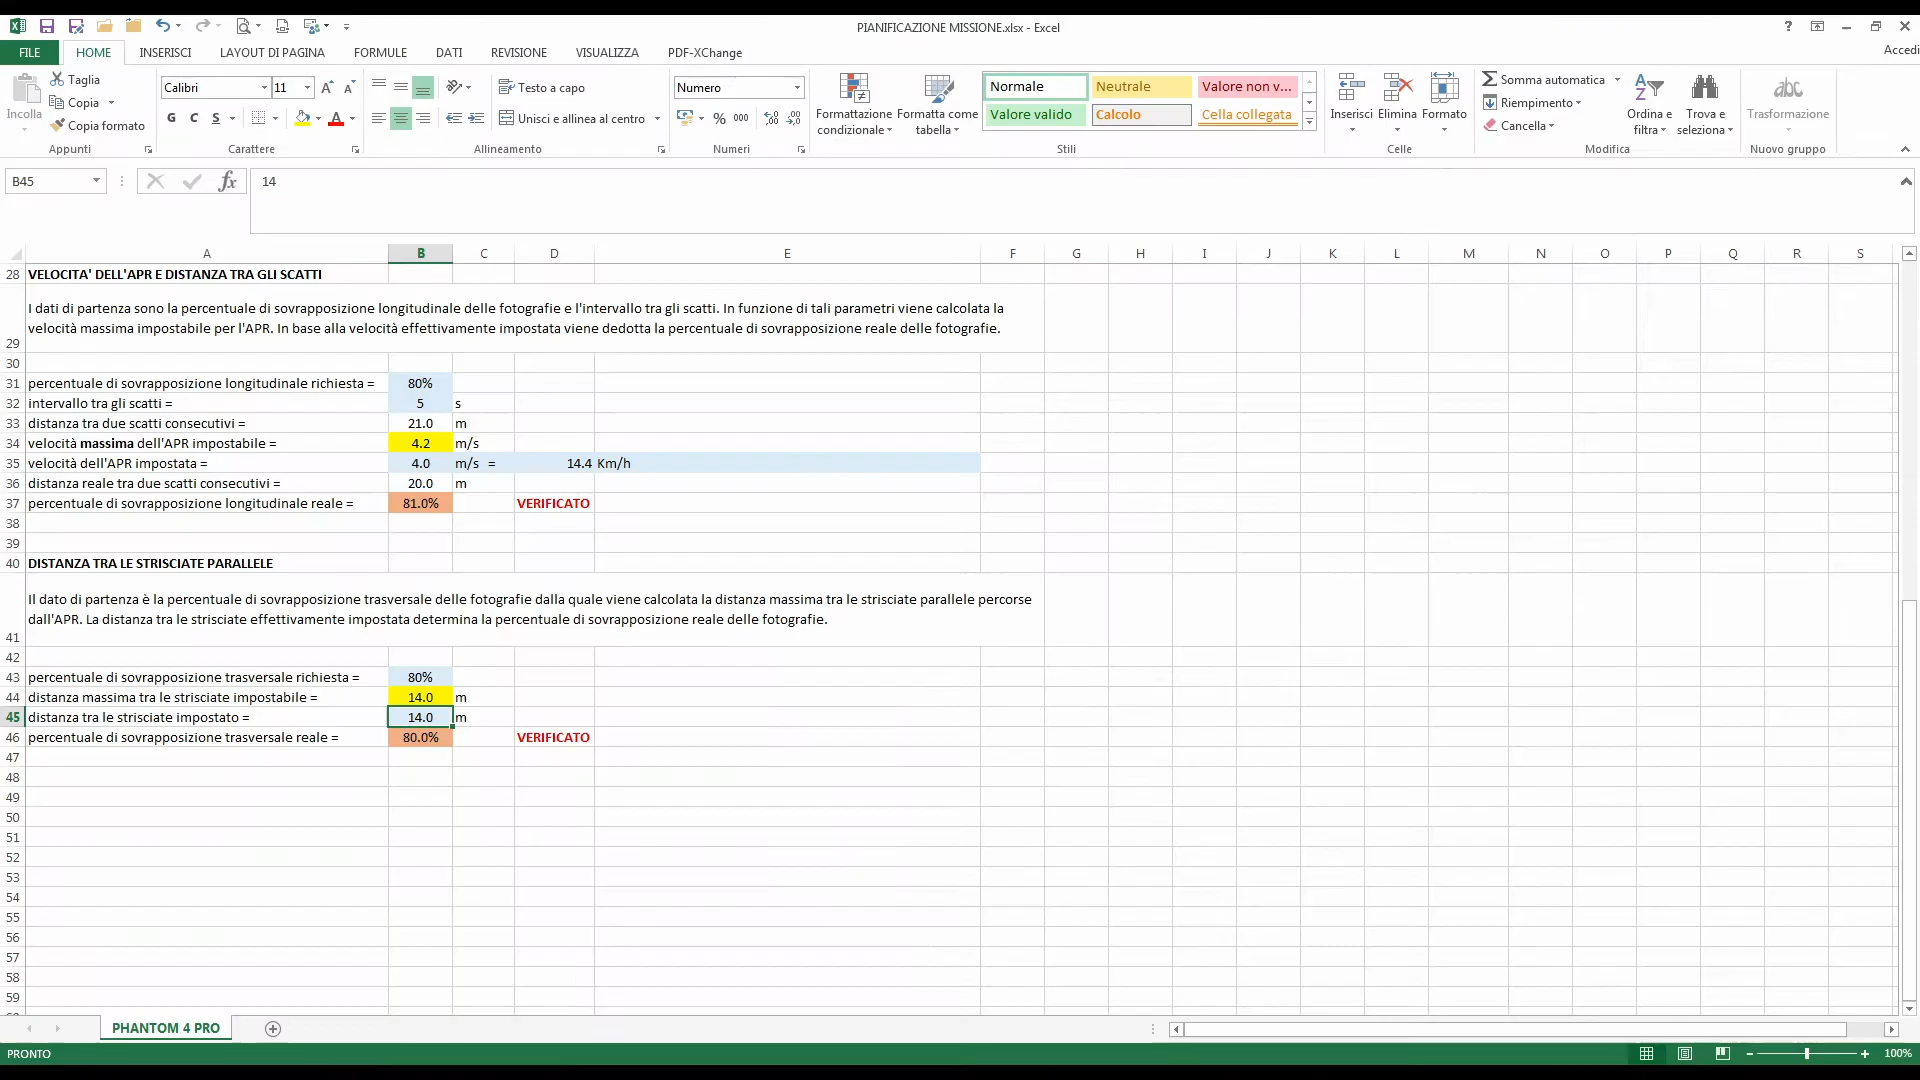 PIANIFICAZIONE MISSIONE.xlsx - Excel
?
FILE HOME INSERISCI LAYOUT DI PAGINA FORMULE DATI REVISIONE VISUALIZZA PDF-XChange Accedi
Incolla
Taglia
Copia
Copia formato
Appunti
Calibri 11
G C S
Carattere
Testo a capo
Unisci e allinea al centro
Allineamento
Numero
% 000
Numeri
Formattazione condizionale
Formatta come tabella
Normale Neutrale Valore non v...
Valore valido Calcolo Cella collegata
Stili
Inserisci Elimina Formato
Celle
Somma automatica
Riempimento
Cancella
Ordina e filtra
Trova e seleziona
Modifica
Trasformazione
Nuovo gruppo
B45 fx 14
A B C D E F G H I J K L M N O P Q R S
28 VELOCITA' DELL'APR E DISTANZA TRA GLI SCATTI
I dati di partenza sono la percentuale di sovrapposizione longitudinale delle fotografie e l'intervallo tra gli scatti. In funzione di tali parametri viene calcolata la
velocità massima impostabile per l'APR. In base alla velocità effettivamente impostata viene dedotta la percentuale di sovrapposizione reale delle fotografie.
29
30
31 percentuale di sovrapposizione longitudinale richiesta = 80%
32 intervallo tra gli scatti = 5 s
33 distanza tra due scatti consecutivi = 21.0 m
34 velocità massima dell'APR impostabile = 4.2 m/s
35 velocità dell'APR impostata = 4.0 m/s = 14.4 Km/h
36 distanza reale tra due scatti consecutivi = 20.0 m
37 percentuale di sovrapposizione longitudinale reale = 81.0% VERIFICATO
38
39
40 DISTANZA TRA LE STRISCIATE PARALLELE
Il dato di partenza è la percentuale di sovrapposizione trasversale delle fotografie dalla quale viene calcolata la distanza massima tra le strisciate parallele percorse
dall'APR. La distanza tra le strisciate effettivamente impostata determina la percentuale di sovrapposizione reale delle fotografie.
41
42
43 percentuale di sovrapposizione trasversale richiesta = 80%
44 distanza massima tra le strisciate impostabile = 14.0 m
45 distanza tra le strisciate impostato = 14.0 m
46 percentuale di sovrapposizione trasversale reale = 80.0% VERIFICATO
47
48
49
50
51
52
53
54
55
56
57
58
59
PHANTOM 4 PRO
PRONTO 100%